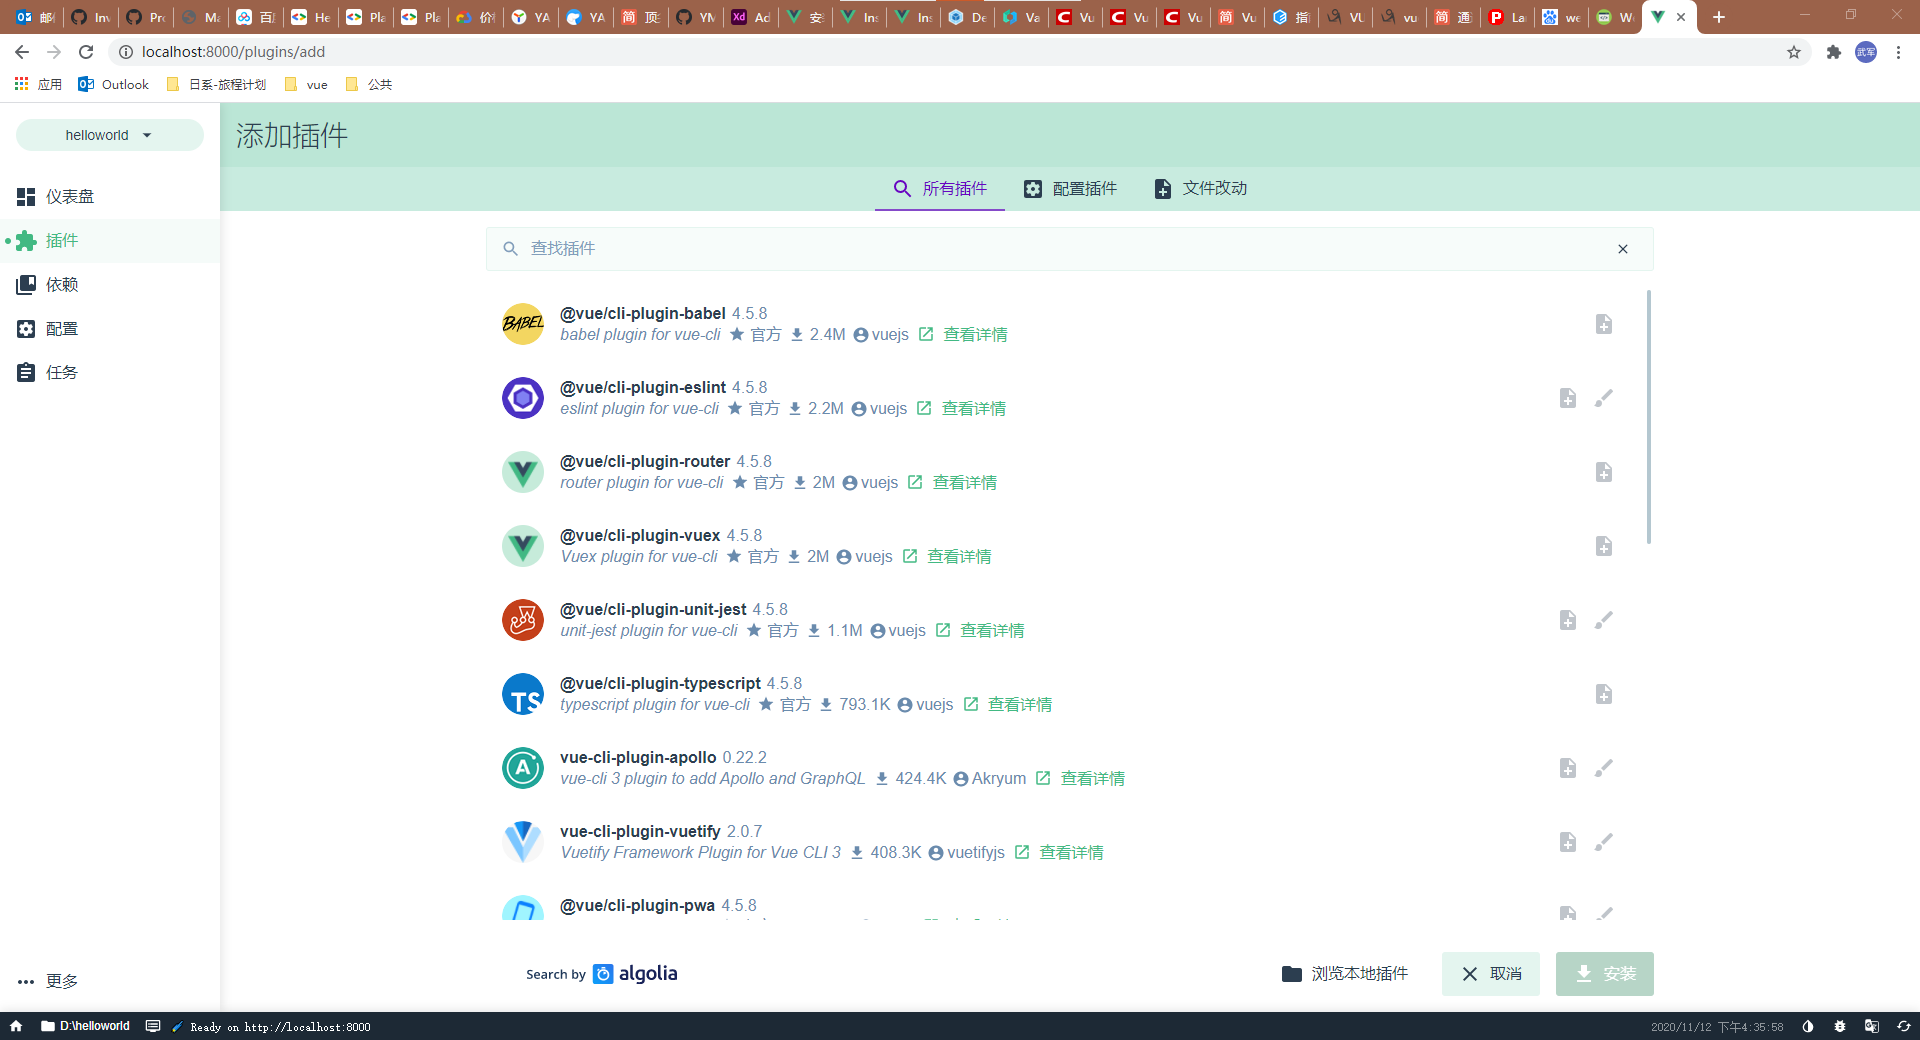 邮 Inv Pro Ma 百度 He Pla Pla 价格 YA YA 简 顶 YM Xd Ad 安装 Ins Ins De Va C Vu C Vu C Vu 简 Vu 指 VU vu 简 通 P La we W
localhost:8000/plugins/add
武军
应用 Outlook 日系-旅程计划 vue 公共
helloworld
添加插件
所有插件 配置插件 文件改动
仪表盘
插件
依赖
配置
任务
查找插件
@vue/cli-plugin-babel 4.5.8
babel plugin for vue-cli 官方 2.4M vuejs 查看详情
@vue/cli-plugin-eslint 4.5.8
eslint plugin for vue-cli 官方 2.2M vuejs 查看详情
@vue/cli-plugin-router 4.5.8
router plugin for vue-cli 官方 2M vuejs 查看详情
@vue/cli-plugin-vuex 4.5.8
Vuex plugin for vue-cli 官方 2M vuejs 查看详情
@vue/cli-plugin-unit-jest 4.5.8
unit-jest plugin for vue-cli 官方 1.1M vuejs 查看详情
TS
@vue/cli-plugin-typescript 4.5.8
typescript plugin for vue-cli 官方 793.1K vuejs 查看详情
vue-cli-plugin-apollo 0.22.2
vue-cli 3 plugin to add Apollo and GraphQL 424.4K Akryum 查看详情
vue-cli-plugin-vuetify 2.0.7
Vuetify Framework Plugin for Vue CLI 3 408.3K vuetifyjs 查看详情
@vue/cli-plugin-pwa 4.5.8
Search by algolia
浏览本地插件 取消 安装
更多
D:\helloworld Ready on http://localhost:8000
2020/11/12 下午4:35:58